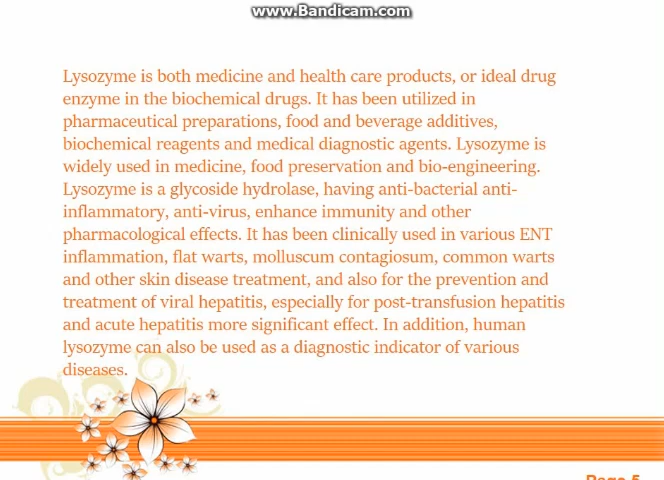 www.Bandicam.com
Lysozyme is both medicine and health care products, or ideal drug
enzyme in the biochemical drugs. It has been utilized in
pharmaceutical preparations, food and beverage additives,
biochemical reagents and medical diagnostic agents. Lysozyme is
widely used in medicine, food preservation and bio-engineering.
Lysozyme is a glycoside hydrolase, having anti-bacterial anti-
inflammatory, anti-virus, enhance immunity and other
pharmacological effects. It has been clinically used in various ENT
inflammation, flat warts, molluscum contagiosum, common warts
and other skin disease treatment, and also for the prevention and
treatment of viral hepatitis, especially for post-transfusion hepatitis
and acute hepatitis more significant effect. In addition, human
lysozyme can also be used as a diagnostic indicator of various
diseases.
Page 5